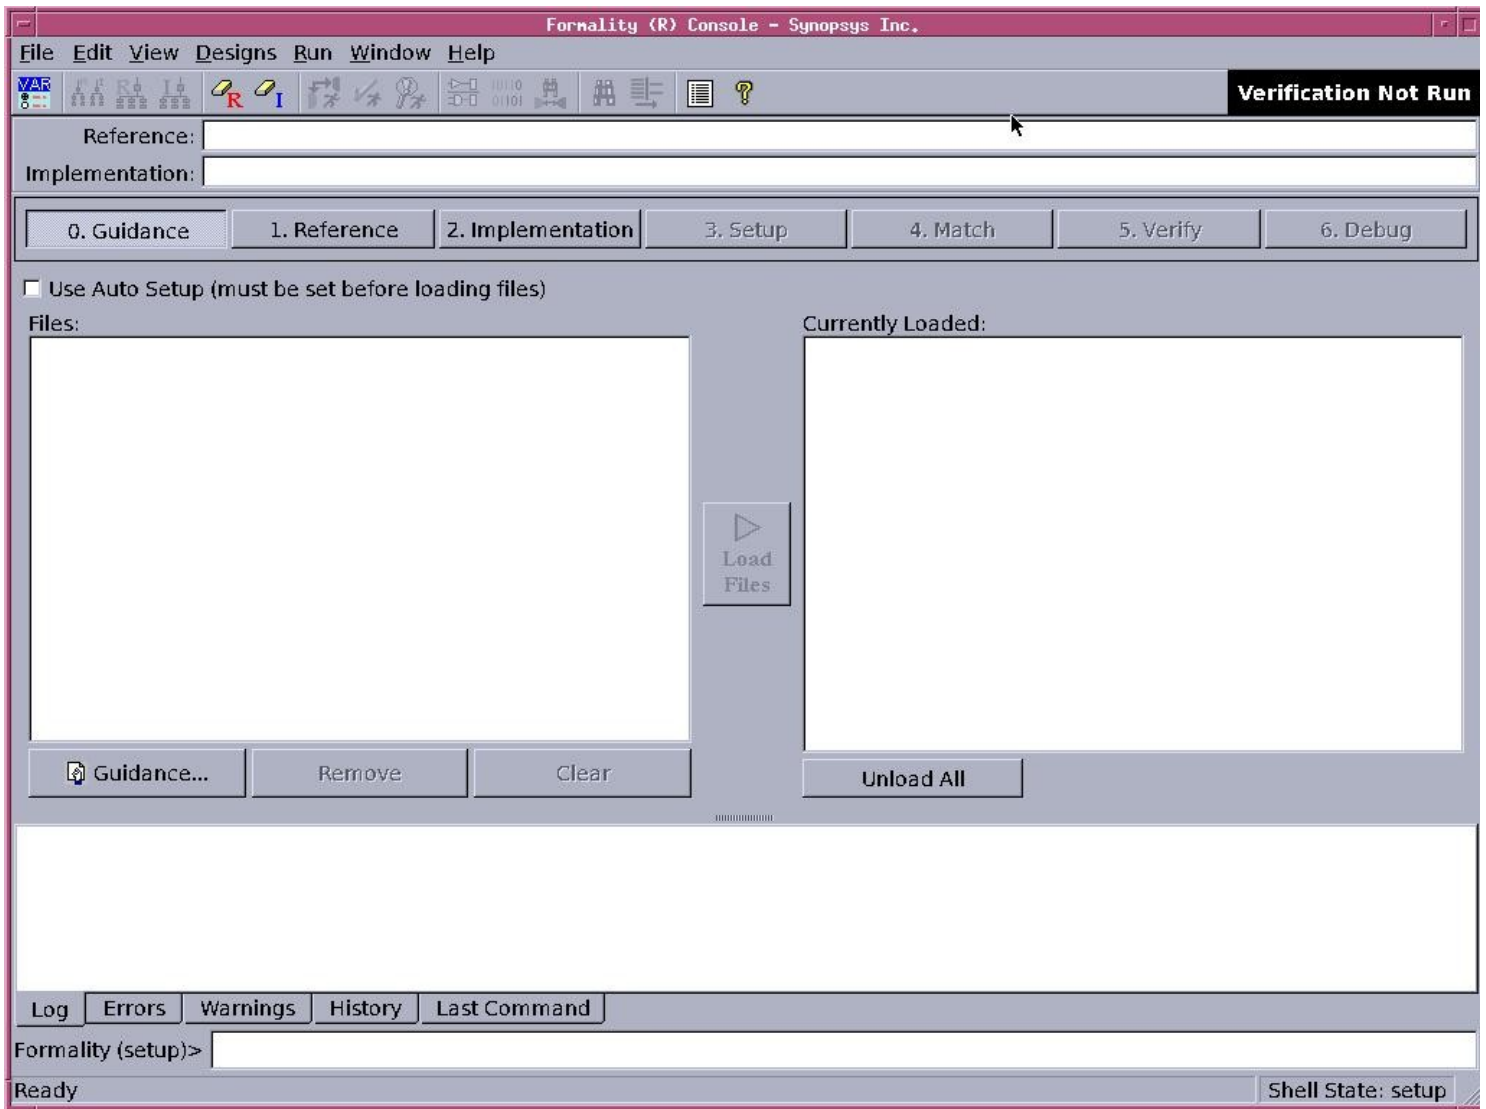 Formality (R) Console - Synopsys Inc.
File Edit View Designs Run Window Help
VAR R I Verification Not Run
Reference:
Implementation:
0. Guidance 1. Reference 2. Implementation 3. Setup 4. Match 5. Verify 6. Debug
Use Auto Setup (must be set before loading files)
Files: Currently Loaded:
Load
Files
Guidance... Remove Clear Unload All
Log Errors Warnings History Last Command
Formality (setup)>
Ready Shell State: setup